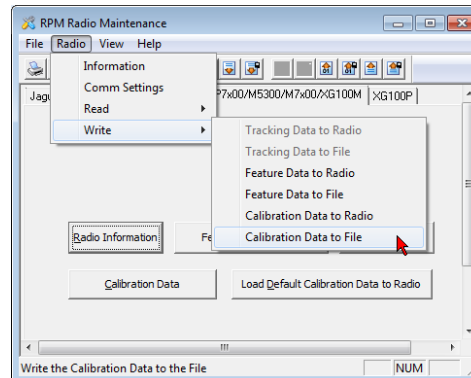 RPM Radio Maintenance
File Radio View Help
Information
Comm Settings
Read
Write
P7x00/M5300/M7x00/XG100M XG100P
Tracking Data to Radio
Tracking Data to File
Feature Data to Radio
Feature Data to File
Calibration Data to Radio
Calibration Data to File
Radio Information
Calibration Data
Load Default Calibration Data to Radio
Write the Calibration Data to the File
NUM